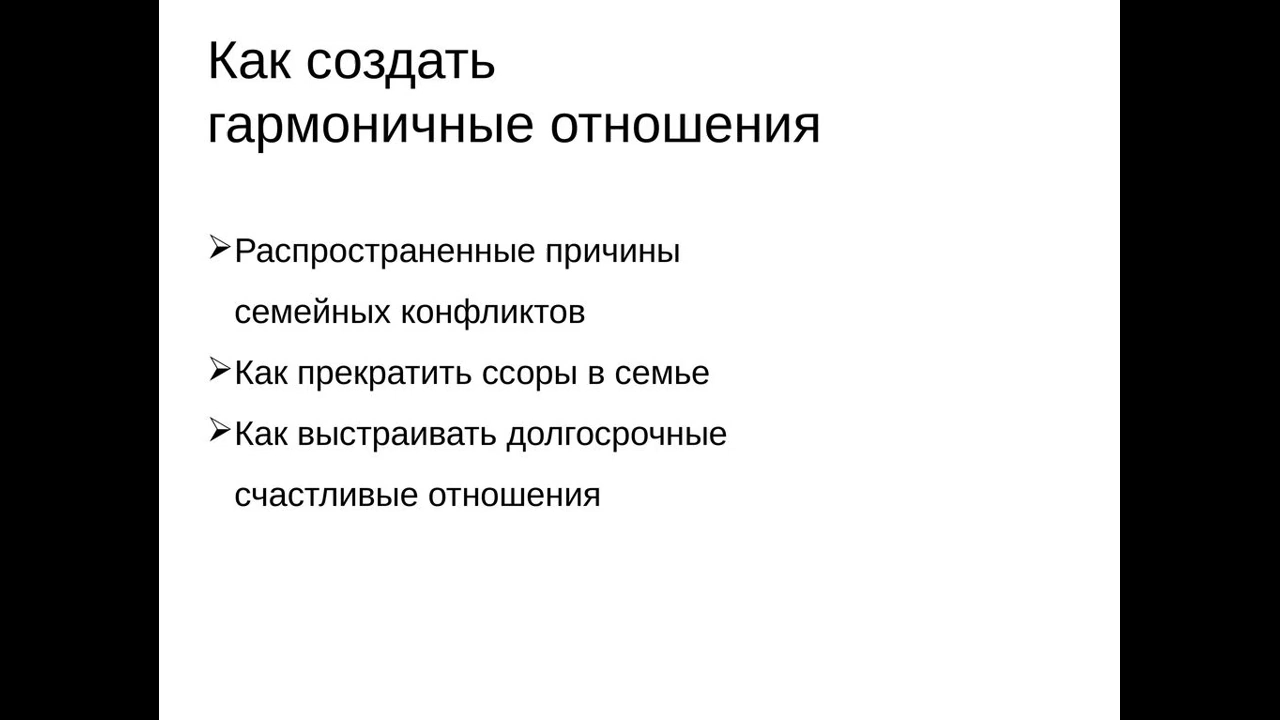 Как создать
гармоничные отношения
➢Распространенные причины
семейных конфликтов
➢Как прекратить ссоры в семье
➢Как выстраивать долгосрочные
счастливые отношения